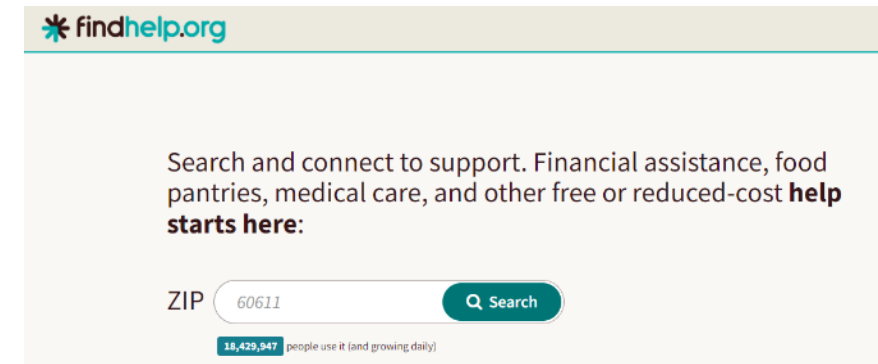 findhelp.org
Search and connect to support. Financial assistance, food
pantries, medical care, and other free or reduced-cost help
starts here:
ZIP 60611 Search
18,429,947 people use it (and growing daily)